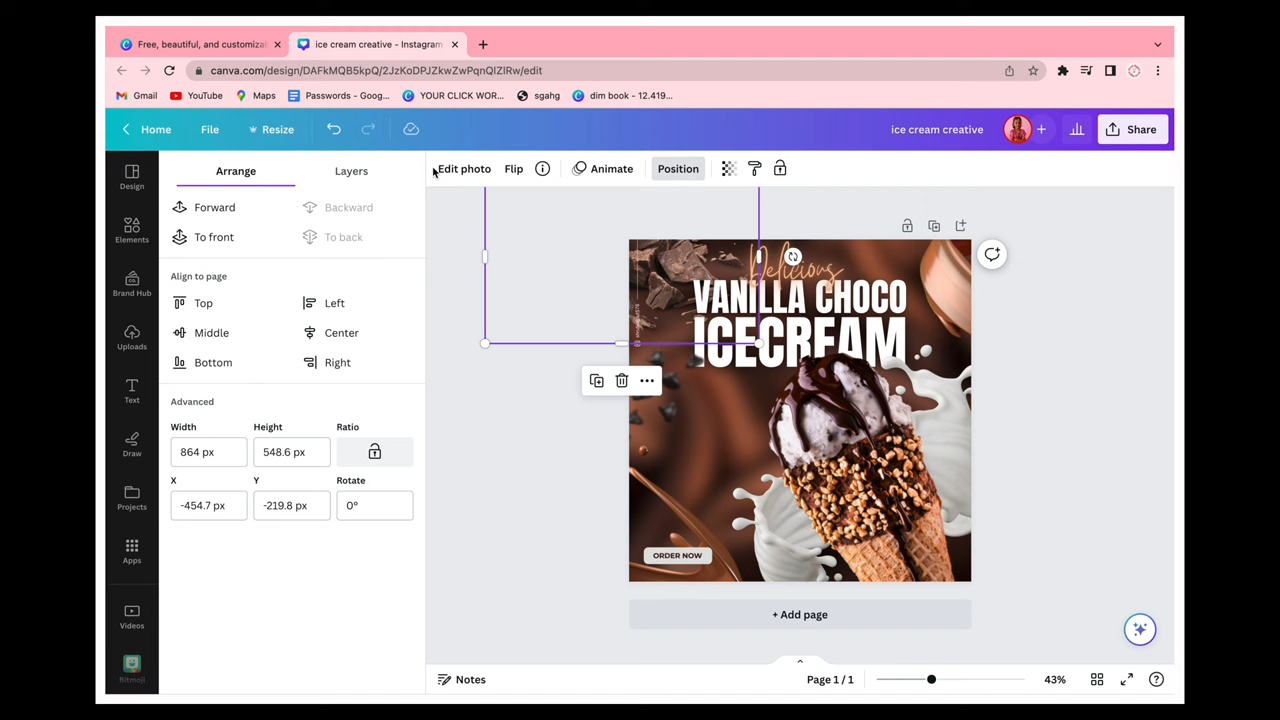 Free, beautiful, and customiza
ice cream creative - Instagram
canva.com/design/DAFkMQB5kpQ/2JzKoDPJZkwZwPqnQlZlRw/edit
Gmail
YouTube
Maps
Passwords - Goog...
YOUR CLICK WOR...
sgahg
dim book - 12.419...
Home
File
Resize
ice cream creative
Share
Design
Elements
Brand Hub
Uploads
Text
Draw
Projects
Apps
Videos
Bitmoji
Arrange
Layers
Forward
Backward
To front
To back
Align to page
Top
Left
Middle
Center
Bottom
Right
Advanced
Width
Height
Ratio
864 px
548.6 px
X
Y
Rotate
-454.7 px
-219.8 px
0°
Edit photo
Flip
Animate
Position
Delicious
VANILLA CHOCO
ICECREAM
ORDER NOW
+ Add page
Notes
Page 1 / 1
43%